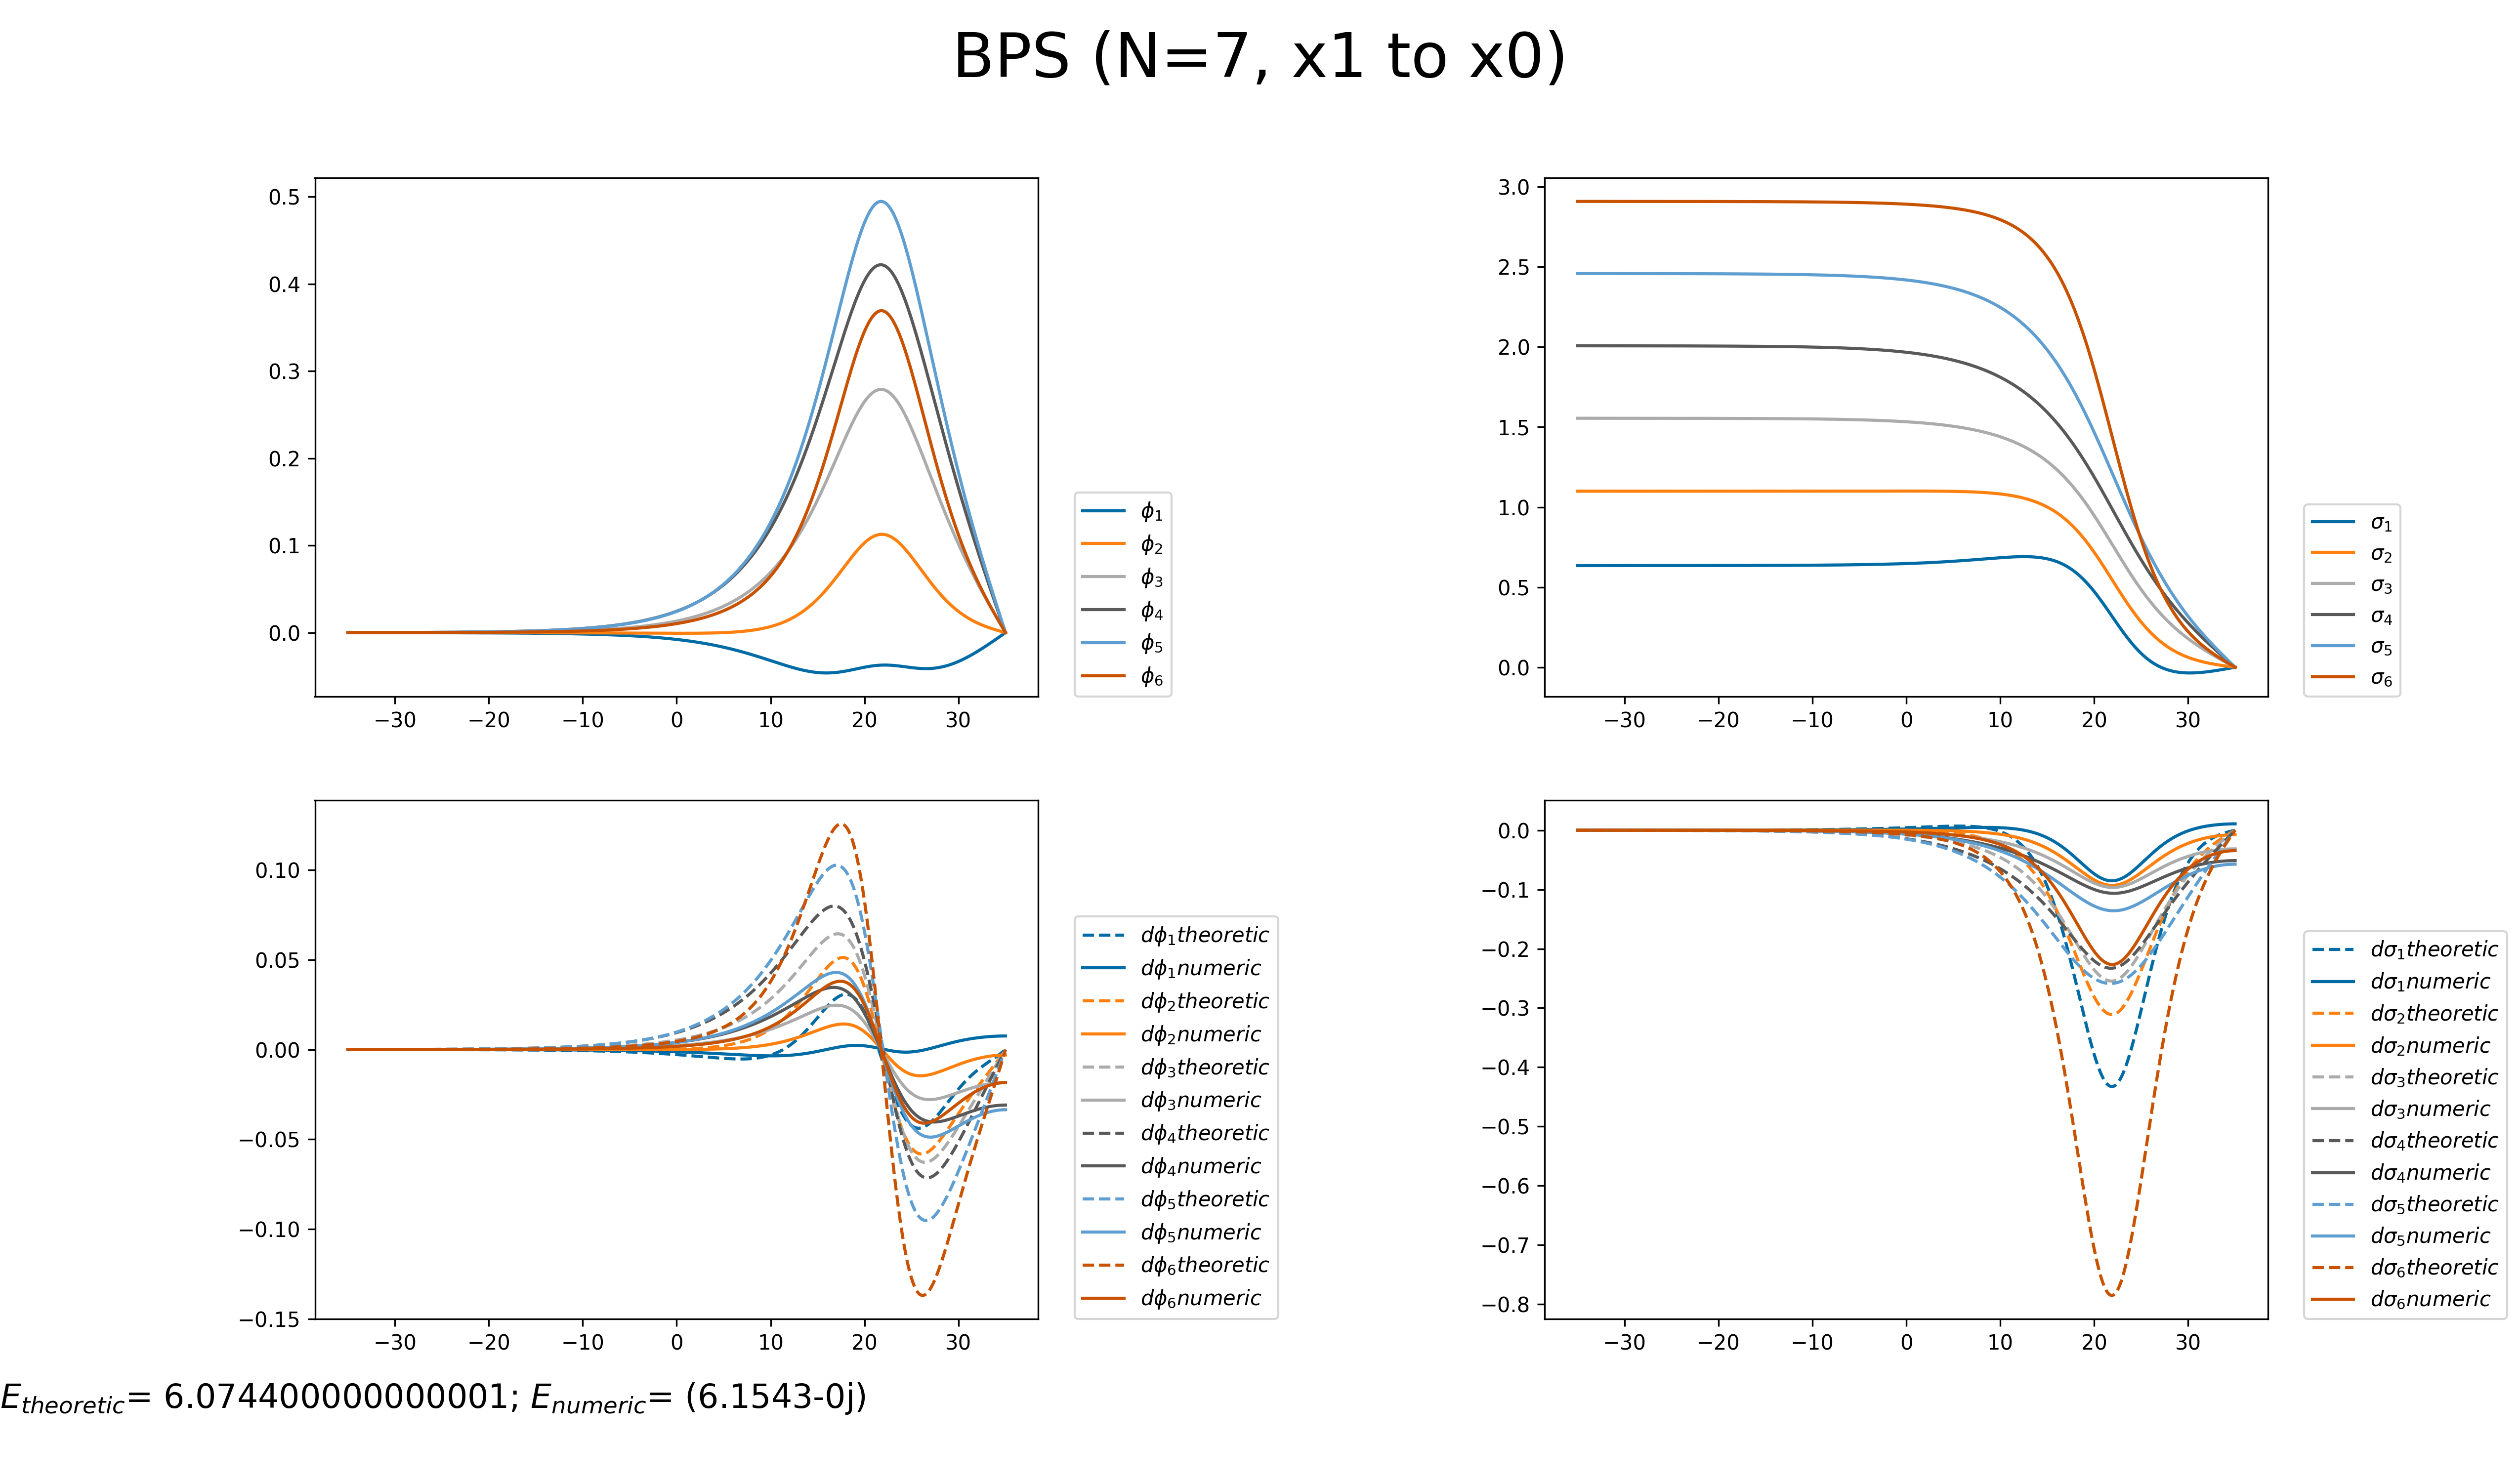 BPS (N=7, x1 to x0)
0.5
0.4
0.3
0.2
0.1
0.0
−30 −20 −10 0 10 20 30
ϕ1
ϕ2
ϕ3
ϕ4
ϕ5
ϕ6
3.0
2.5
2.0
1.5
1.0
0.5
0.0
−30 −20 −10 0 10 20 30
σ1
σ2
σ3
σ4
σ5
σ6
0.10
0.05
0.00
−0.05
−0.10
−0.15
−30 −20 −10 0 10 20 30
dϕ1theoretic
dϕ1numeric
dϕ2theoretic
dϕ2numeric
dϕ3theoretic
dϕ3numeric
dϕ4theoretic
dϕ4numeric
dϕ5theoretic
dϕ5numeric
dϕ6theoretic
dϕ6numeric
0.0
−0.1
−0.2
−0.3
−0.4
−0.5
−0.6
−0.7
−0.8
−30 −20 −10 0 10 20 30
dσ1theoretic
dσ1numeric
dσ2theoretic
dσ2numeric
dσ3theoretic
dσ3numeric
dσ4theoretic
dσ4numeric
dσ5theoretic
dσ5numeric
dσ6theoretic
dσ6numeric
Etheoretic= 6.074400000000001; Enumeric= (6.1543-0j)